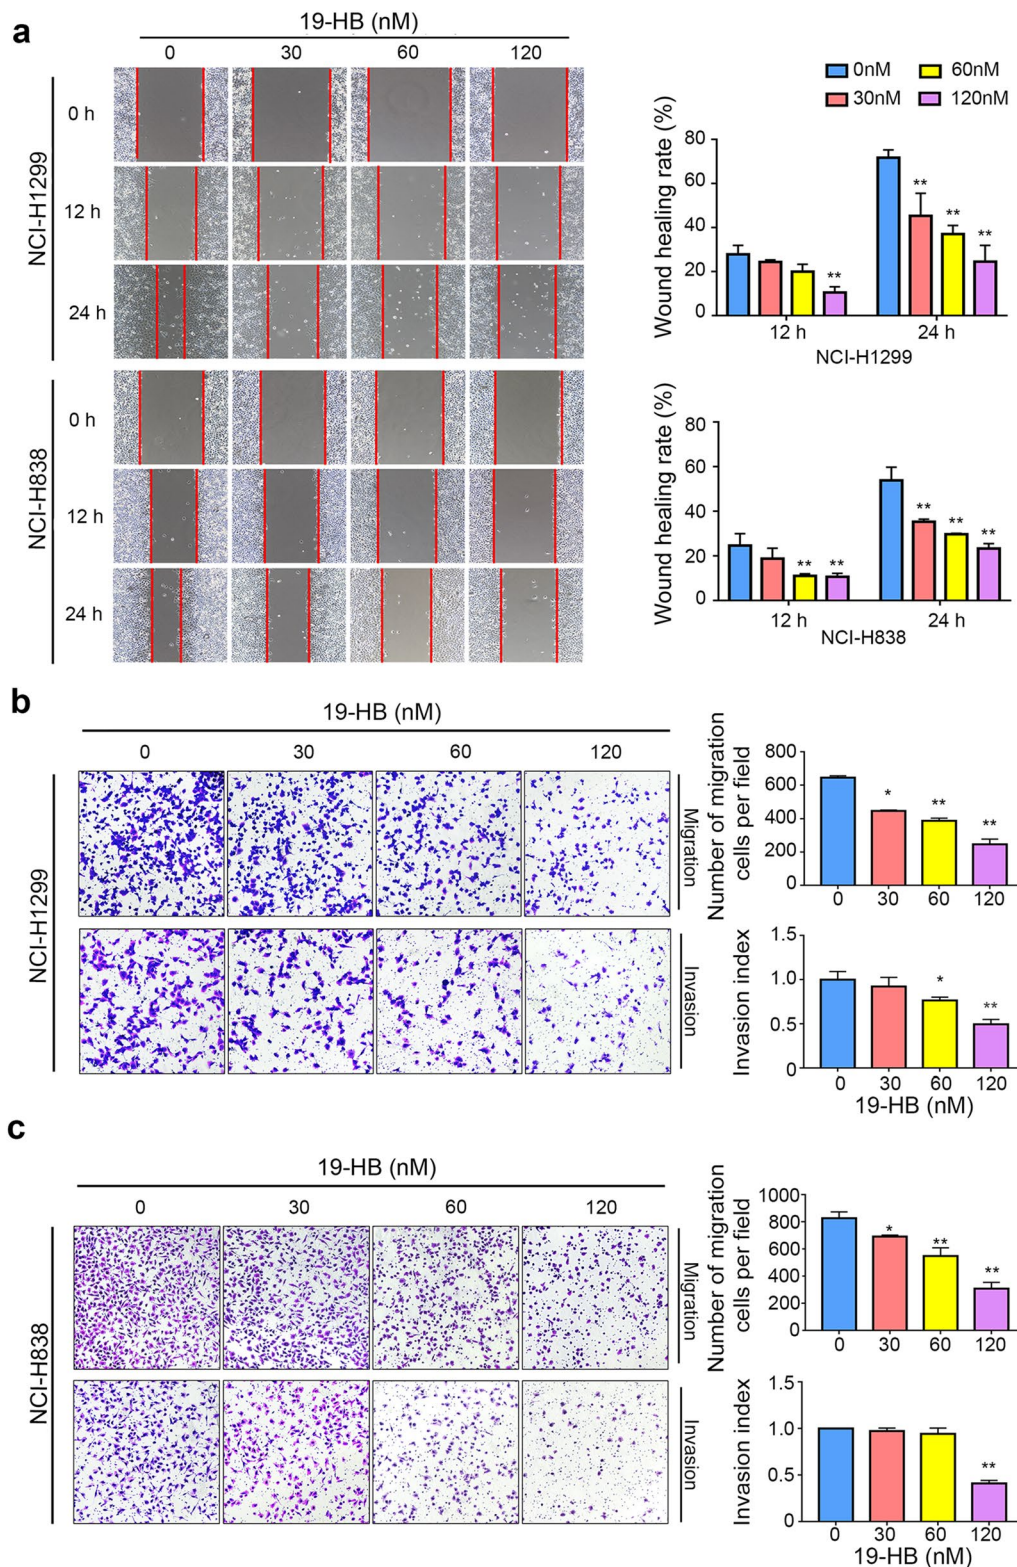 a
19-HB (nM)
0 30 60 120
NCI-H1299
0 h
12 h
24 h
NCI-H838
0 h
12 h
24 h
0nM 60nM
30nM 120nM
Wound healing rate (%)
80
60
40
20
0
** ** ** **
12 h 24 h
NCI-H1299
Wound healing rate (%)
80
60
40
20
0
** ** ** ** **
12 h 24 h
NCI-H838
b
19-HB (nM)
0 30 60 120
NCI-H1299
Migration
Invasion
Number of migration
cells per field
800
600
400
200
0
* ** **
0 30 60 120
Invasion index
1.5
1.0
0.5
0
* **
0 30 60 120
19-HB (nM)
c
19-HB (nM)
0 30 60 120
NCI-H838
Migration
Invasion
Number of migration
cells per field
1000
800
600
400
200
0
* ** **
0 30 60 120
Invasion index
1.5
1.0
0.5
0
**
0 30 60 120
19-HB (nM)